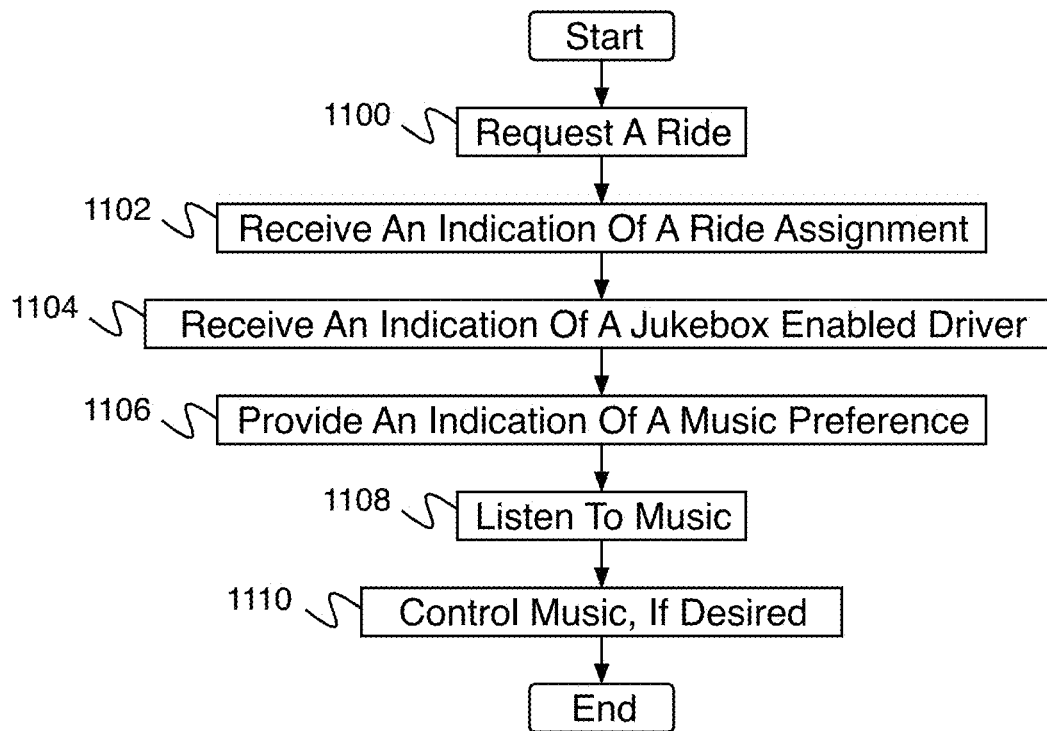 Start
1100
Request A Ride
1102
Receive An Indication Of A Ride Assignment
1104
Receive An Indication Of A Jukebox Enabled Driver
1106
Provide An Indication Of A Music Preference
1108
Listen To Music
1110
Control Music, If Desired
End